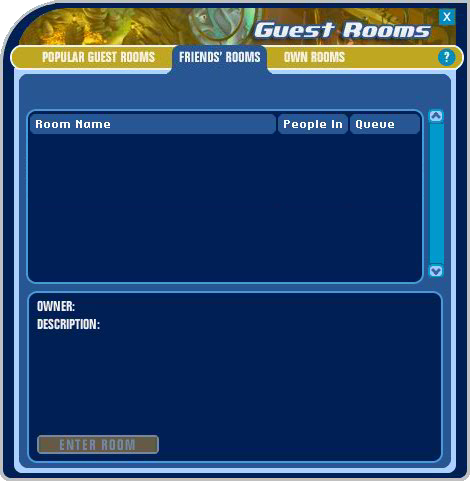 Guest Rooms X
POPULAR GUEST ROOMS FRIENDS' ROOMS OWN ROOMS ?
Room Name People In Queue
OWNER:
DESCRIPTION:
ENTER ROOM